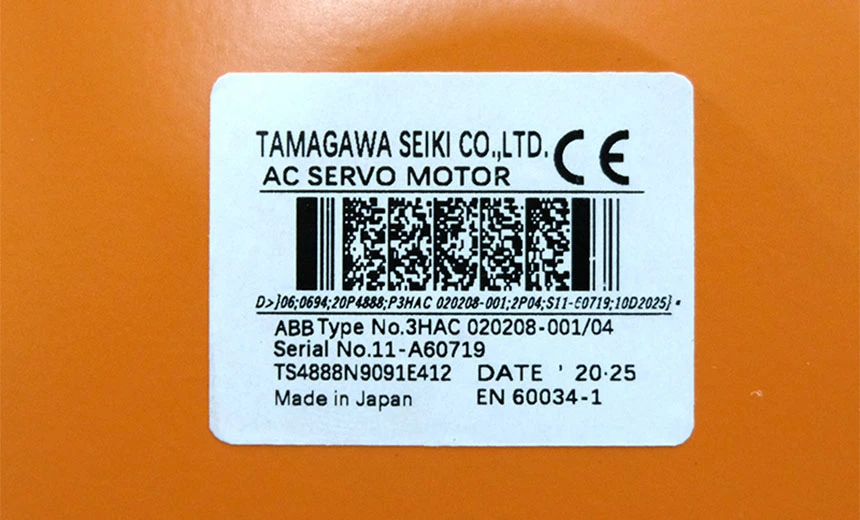 TAMAGAWA SEIKI CO.,LTD. CE
AC SERVO MOTOR
D>}06;0694;20P4888;P3HAC 020208-001;2P04;S11-60719;10D2025}
ABB Type No.3HAC 020208-001/04
Serial No.11-A60719
TS4888N9091E412 DATE ' 20·25
Made in Japan EN 60034-1